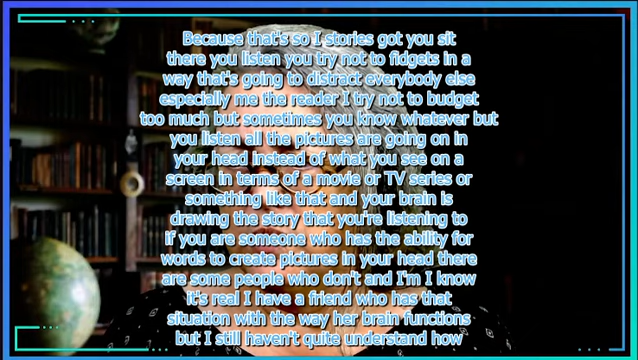 Because that's so I stories got you sit
there you listen you try not to fidgets in a
way that's going to distract everybody else
especially me the reader I try not to budget
too much but sometimes you know whatever but
you listen all the pictures are going on in
your head instead of what you see on a
screen in terms of a movie or TV series or
something like that and your brain is
drawing the story that you're listening to
if you are someone who has the ability for
words to create pictures in your head there
are some people who don't and I'm I know
it's real I have a friend who has that
situation with the way her brain functions
but I still haven't quite understand how